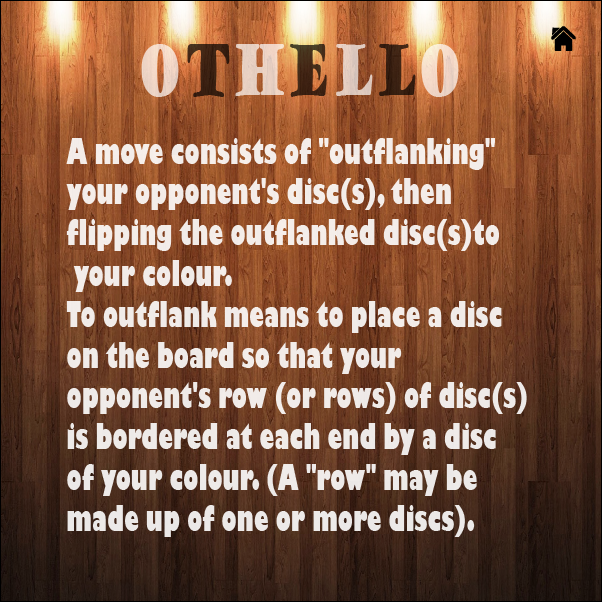 OTHELLO
A move consists of "outflanking"
your opponent's disc(s), then
flipping the outflanked disc(s)to
your colour.
To outflank means to place a disc
on the board so that your
opponent's row (or rows) of disc(s)
is bordered at each end by a disc
of your colour. (A "row" may be
made up of one or more discs).